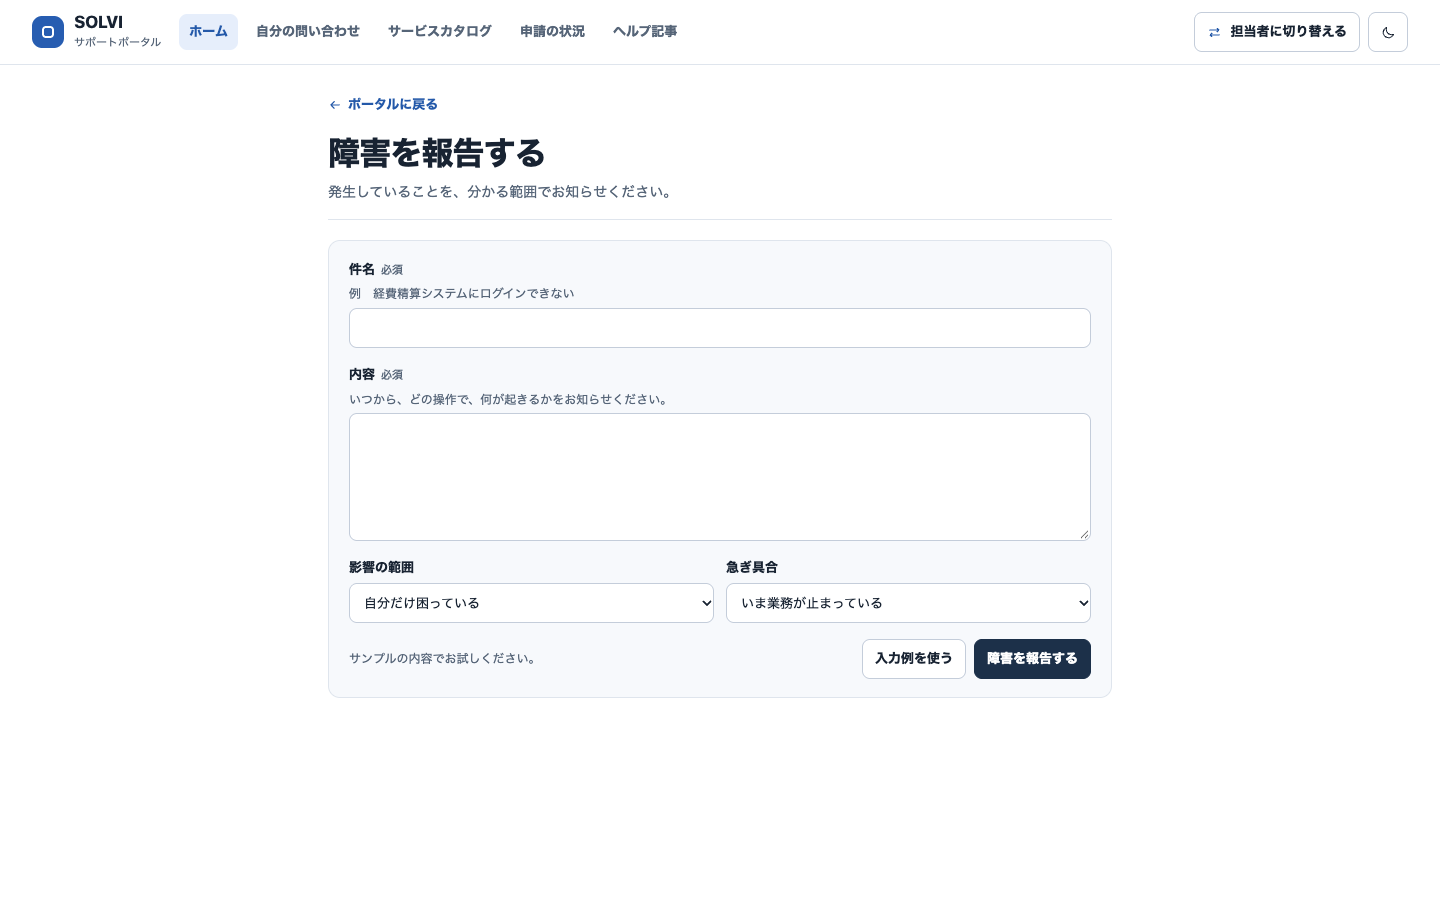 SOLVI
サポートポータル
ホーム
自分の問い合わせ
サービスカタログ
申請の状況
ヘルプ記事
担当者に切り替える
← ポータルに戻る
障害を報告する
発生していることを、分かる範囲でお知らせください。
件名 必須
例　経費精算システムにログインできない
内容 必須
いつから、どの操作で、何が起きるかをお知らせください。
影響の範囲
急ぎ具合
自分だけ困っている
いま業務が止まっている
サンプルの内容でお試しください。
入力例を使う
障害を報告する